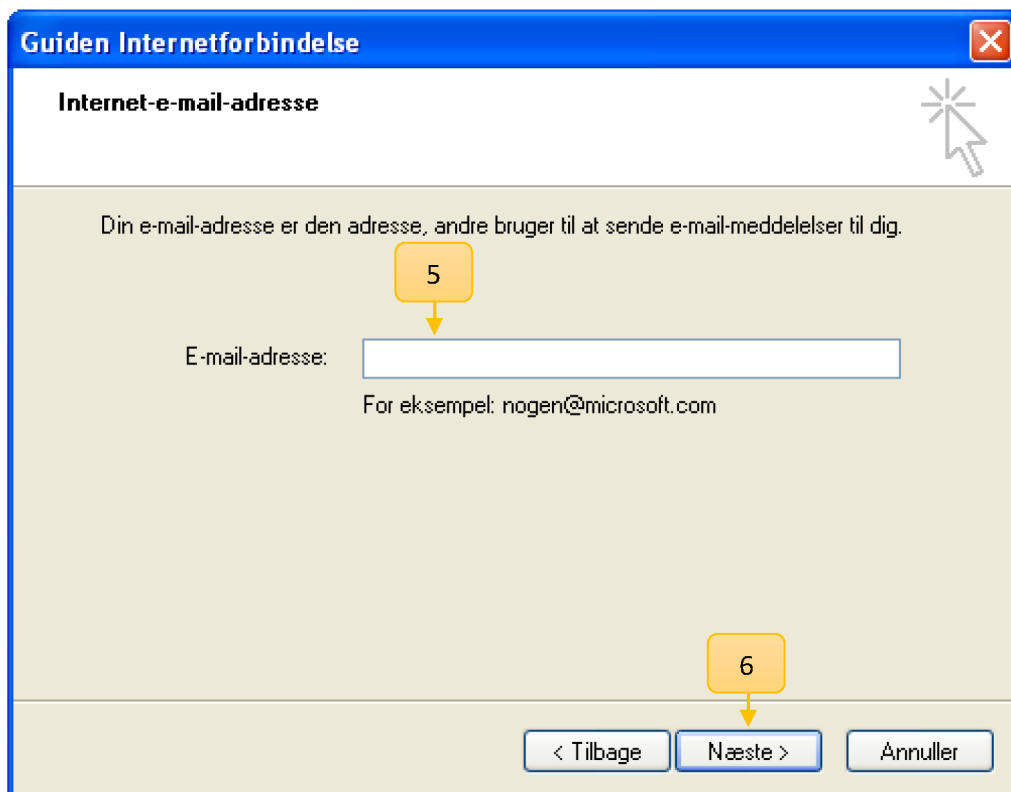 Guiden Internetforbindelse
Internet-e-mail-adresse
Din e-mail-adresse er den adresse, andre bruger til at sende e-mail-meddelelser til dig.
5
E-mail-adresse:
For eksempel: nogen@microsoft.com
6
< Tilbage
Næste >
Annuller